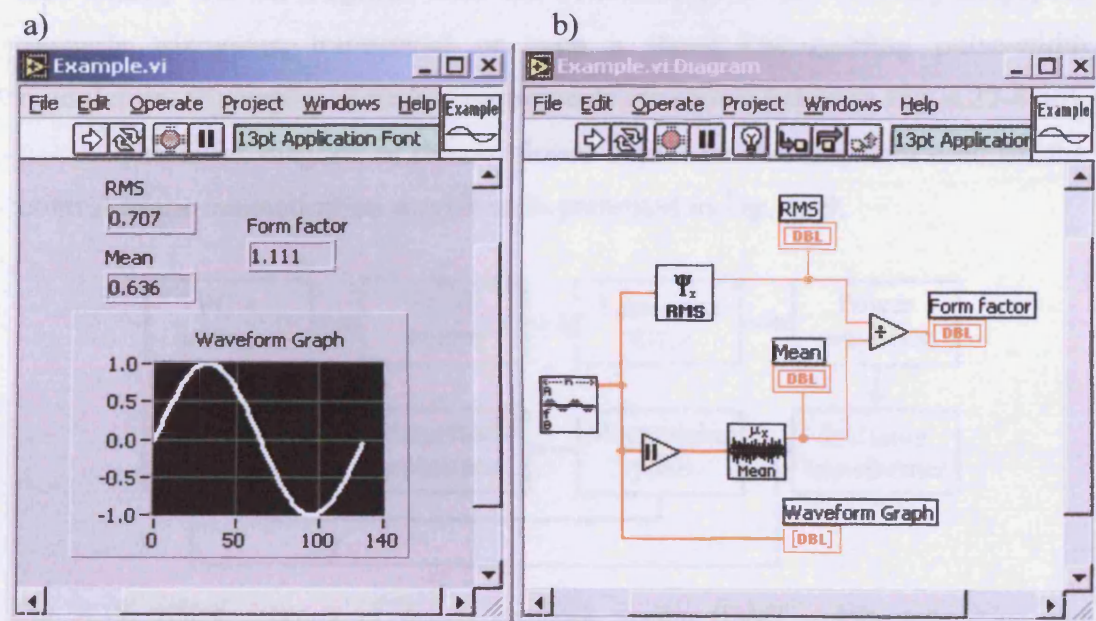 a)
Example.vi
File Edit Operate Project Windows Help
Example
13pt Application Font
RMS
0.707
Form factor
1.111
Mean
0.636
Waveform Graph
1.0
0.5
0.0
-0.5
-1.0
0 50 100 140
b)
Example.vi Diagram
File Edit Operate Project Windows Help
Example
13pt Application
RMS
DBL
Ψx
RMS
Form factor
DBL
÷
Mean
DBL
μx
Mean
Waveform Graph
[DBL]